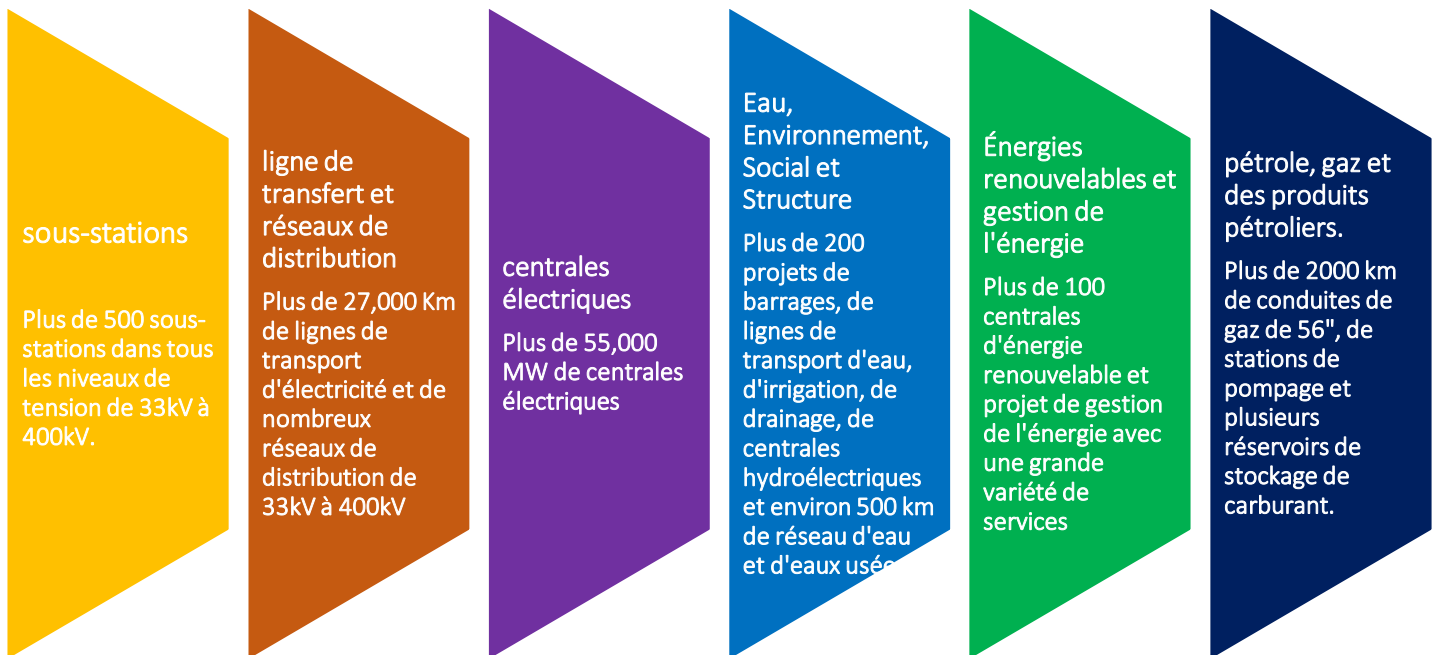 sous-stations
Plus de 500 sous-
stations dans tous
les niveaux de
tension de 33kV à
400kV.
ligne de
transfert et
réseaux de
distribution
Plus de 27,000 Km
de lignes de
transport
d'électricité et de
nombreux
réseaux de
distribution de
33kV à 400kV
centrales
électriques
Plus de 55,000
MW de centrales
électriques
Eau,
Environnement,
Social et
Structure
Plus de 200
projets de
barrages, de
lignes de
transport d'eau,
d'irrigation, de
drainage, de
centrales
hydroélectriques
et environ 500 km
de réseau d'eau
et d'eaux usée
Énergies
renouvelables et
gestion de
l'énergie
Plus de 100
centrales
d'énergie
renouvelable et
projet de gestion
de l'énergie avec
une grande
variété de
services
pétrole, gaz et
des produits
pétroliers.
Plus de 2000 km
de conduites de
gaz de 56", de
stations de
pompage et
plusieurs
réservoirs de
stockage de
carburant.